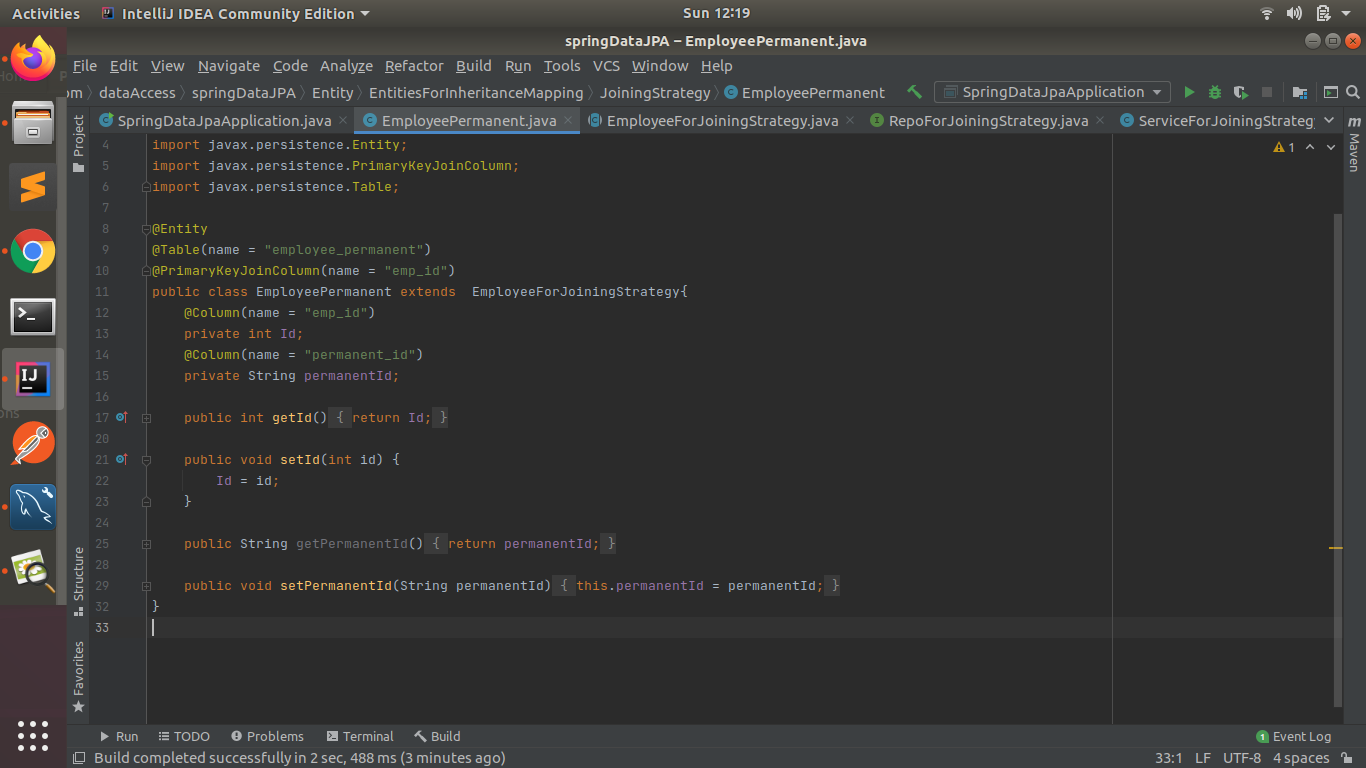 Activities IntelliJ IDEA Community Edition Sun 12:19
springDataJPA – EmployeePermanent.java
File Edit View Navigate Code Analyze Refactor Build Run Tools VCS Window Help
om dataAccess springDataJPA Entity EntitiesForInheritanceMapping JoiningStrategy EmployeePermanent SpringDataJpaApplication
SpringDataJpaApplication.java EmployeePermanent.java EmployeeForJoiningStrategy.java RepoForJoiningStrategy.java ServiceForJoiningStrateg
Project
Structure
Favorites
Maven
1
4 import javax.persistence.Entity;
5 import javax.persistence.PrimaryKeyJoinColumn;
6 import javax.persistence.Table;
7
8 @Entity
9 @Table(name = "employee_permanent")
10 @PrimaryKeyJoinColumn(name = "emp_id")
11 public class EmployeePermanent extends  EmployeeForJoiningStrategy{
12 @Column(name = "emp_id")
13 private int Id;
14 @Column(name = "permanent_id")
15 private String permanentId;
16
17 public int getId() { return Id; }
20
21 public void setId(int id) {
22 Id = id;
23 }
24
25 public String getPermanentId() { return permanentId; }
28
29 public void setPermanentId(String permanentId) { this.permanentId = permanentId; }
32 }
33
Run TODO Problems Terminal Build 1 Event Log
Build completed successfully in 2 sec, 488 ms (3 minutes ago) 33:1 LF UTF-8 4 spaces